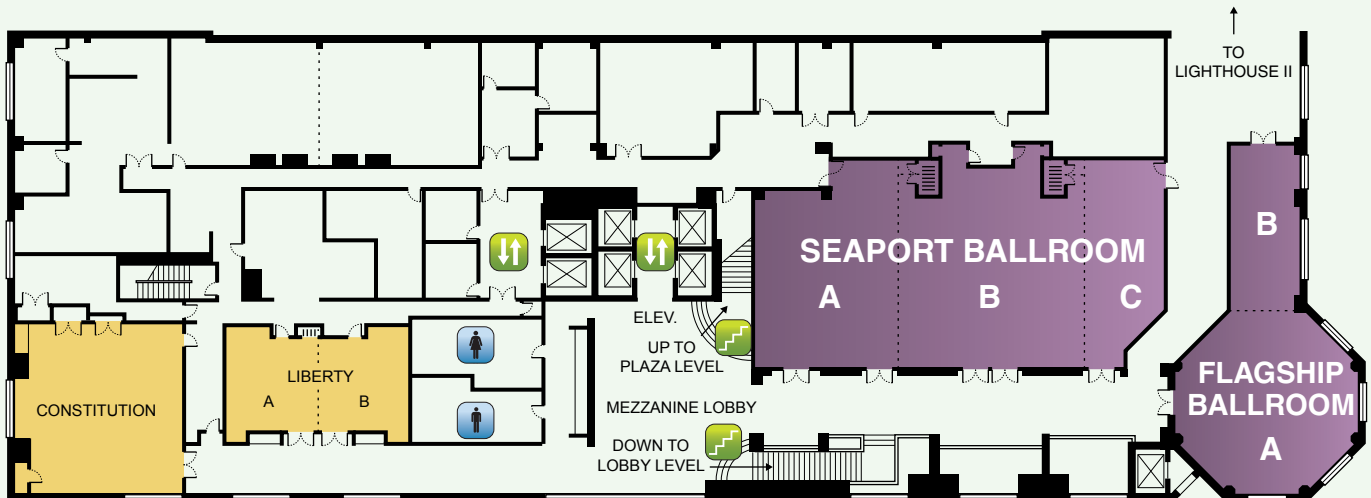 TO
LIGHTHOUSE II
B
SEAPORT BALLROOM
A
B
C
ELEV.
UP TO
PLAZA LEVEL
LIBERTY
A
B
CONSTITUTION
MEZZANINE LOBBY
DOWN TO
LOBBY LEVEL
FLAGSHIP
BALLROOM
A